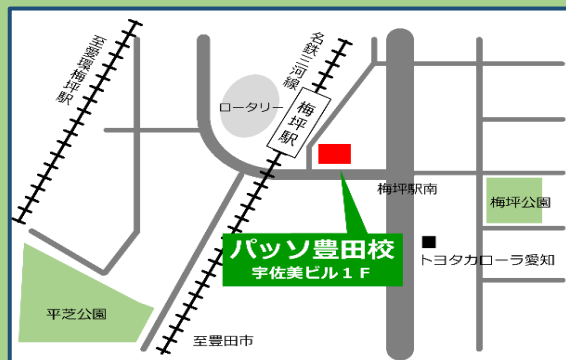 至愛環梅坪駅
名鉄三河線
梅坪駅
ロータリー
梅坪駅南
梅坪公園
パッソ豊田校
宇佐美ビル１Ｆ
トヨタカローラ愛知
平芝公園
至豊田市